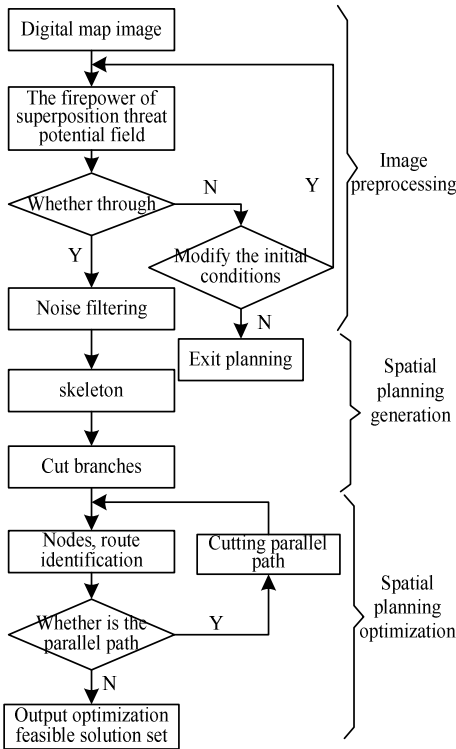 Digital map image
The firepower of
superposition threat
potential field
Whether through
N
Y
Y
Image
preprocessing
Modify the initial
conditions
Noise filtering
N
Exit planning
skeleton
Spatial
planning
generation
Cut branches
Nodes, route
identification
Cutting parallel
path
Whether is the
parallel path
Y
Spatial
planning
optimization
N
Output optimization
feasible solution set